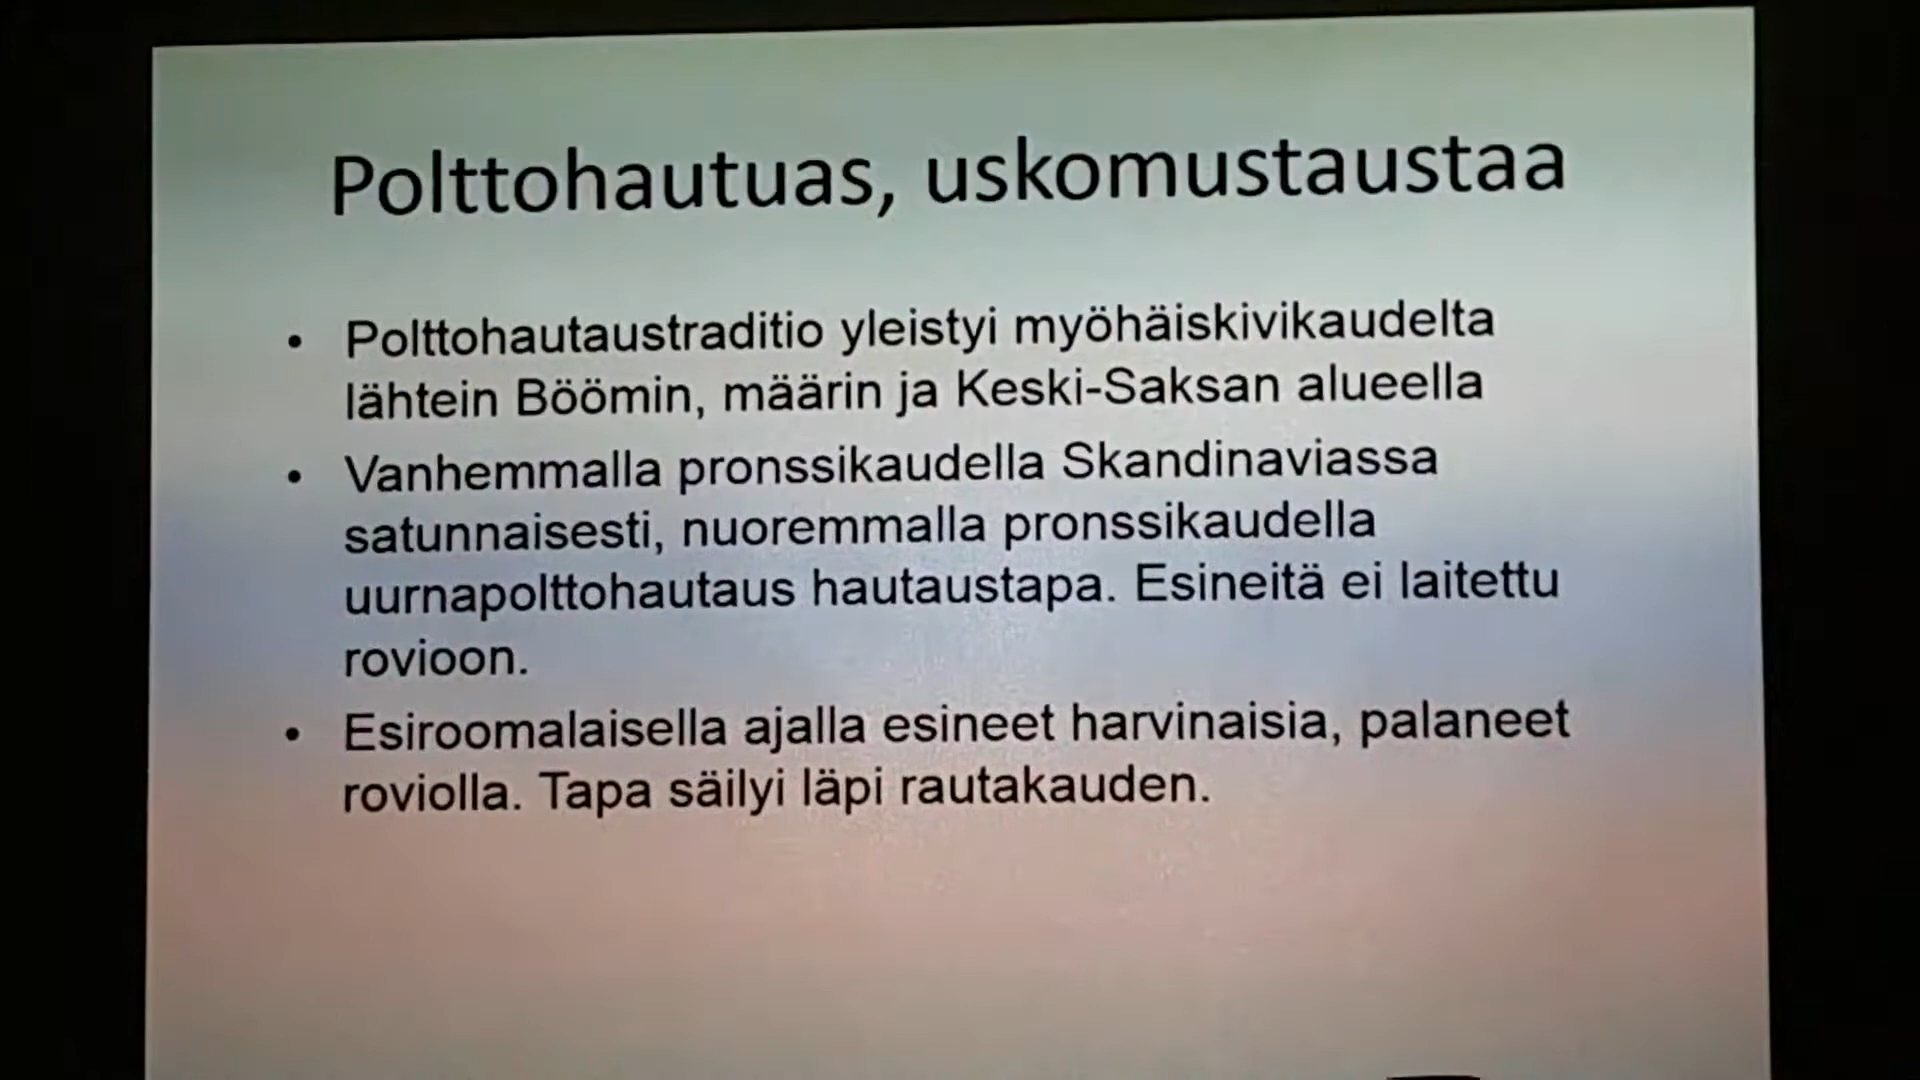 Polttohautuas, uskomustaustaa
• Polttohautaustraditio yleistyi myöhäiskivikaudelta
lähtein Böömin, määrin ja Keski-Saksan alueella
• Vanhemmalla pronssikaudella Skandinaviassa
satunnaisesti, nuoremmalla pronssikaudella
uurnapolttohautaus hautaustapa. Esineitä ei laitettu
rovioon.
• Esiroomalaisella ajalla esineet harvinaisia, palaneet
roviolla. Tapa säilyi läpi rautakauden.